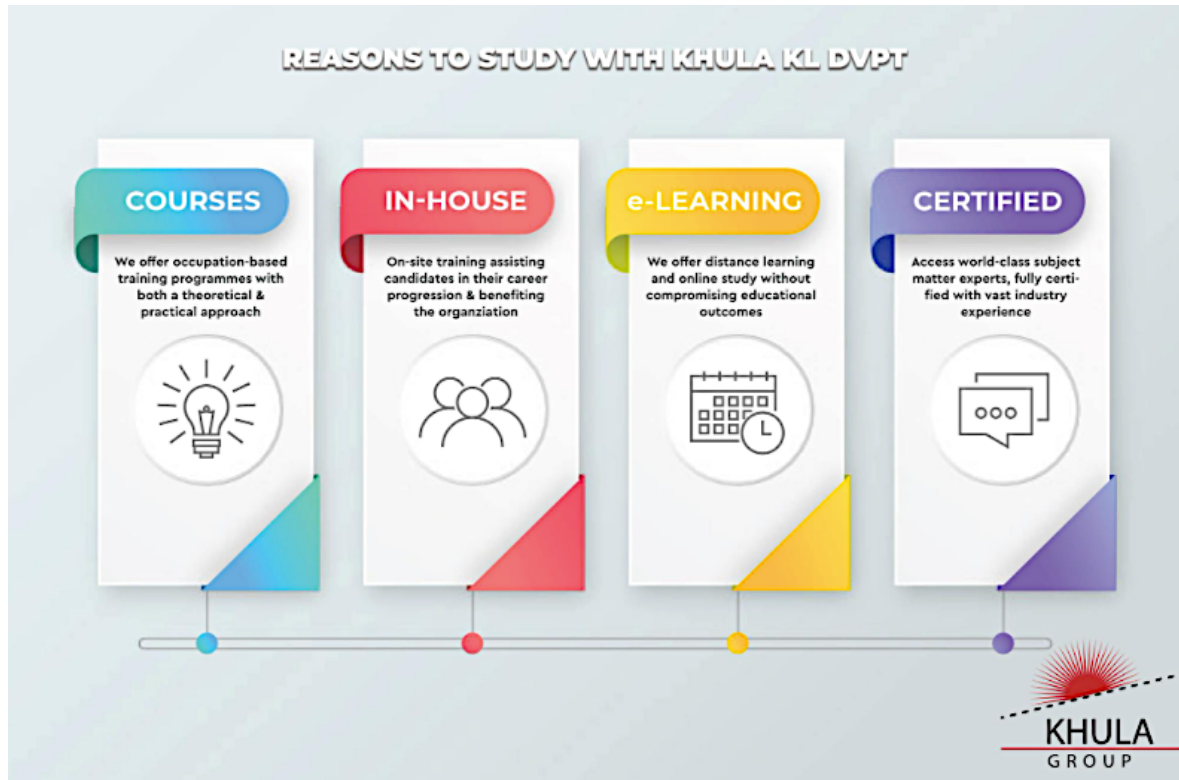 REASONS TO STUDY WITH KHULA KL DVPT
COURSES
We offer occupation-based
training programmes with
both a theoretical &
practical approach
IN-HOUSE
On-site training assisting
candidates in their career
progression & benefiting
the organziation
e-LEARNING
We offer distance learning
and online study without
compromising educational
outcomes
CERTIFIED
Access world-class subject
matter experts, fully certi-
fied with vast industry
experience
KHULA
GROUP